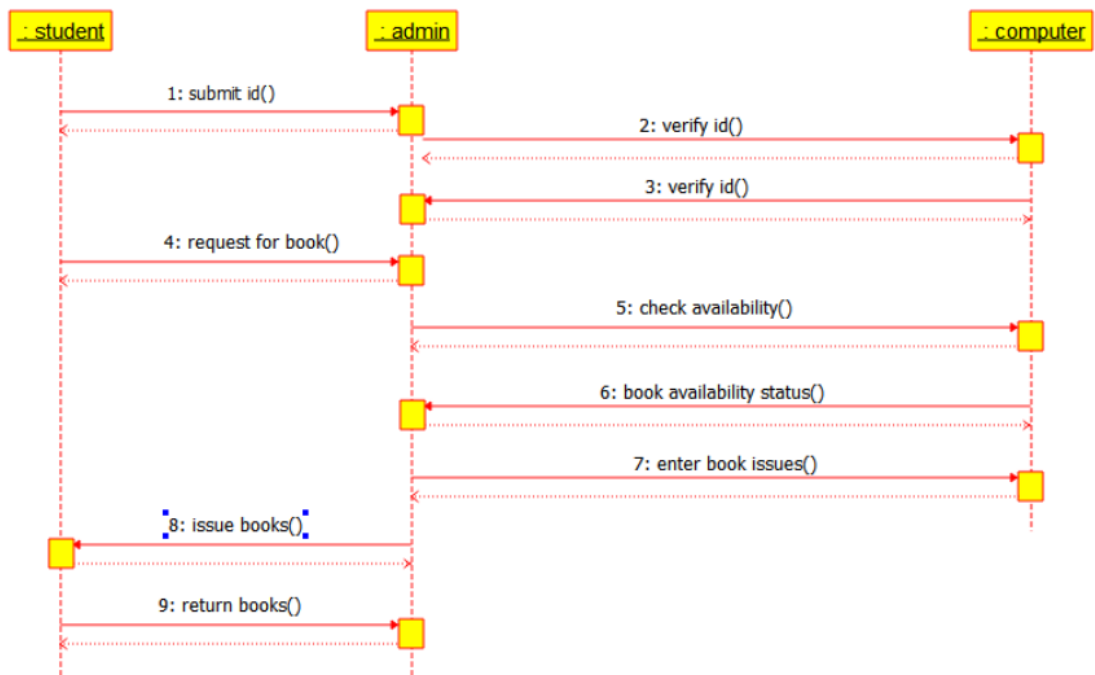 : student
: admin
: computer
1: submit id()
2: verify id()
3: verify id()
4: request for book()
5: check availability()
6: book availability status()
7: enter book issues()
8: issue books()
9: return books()